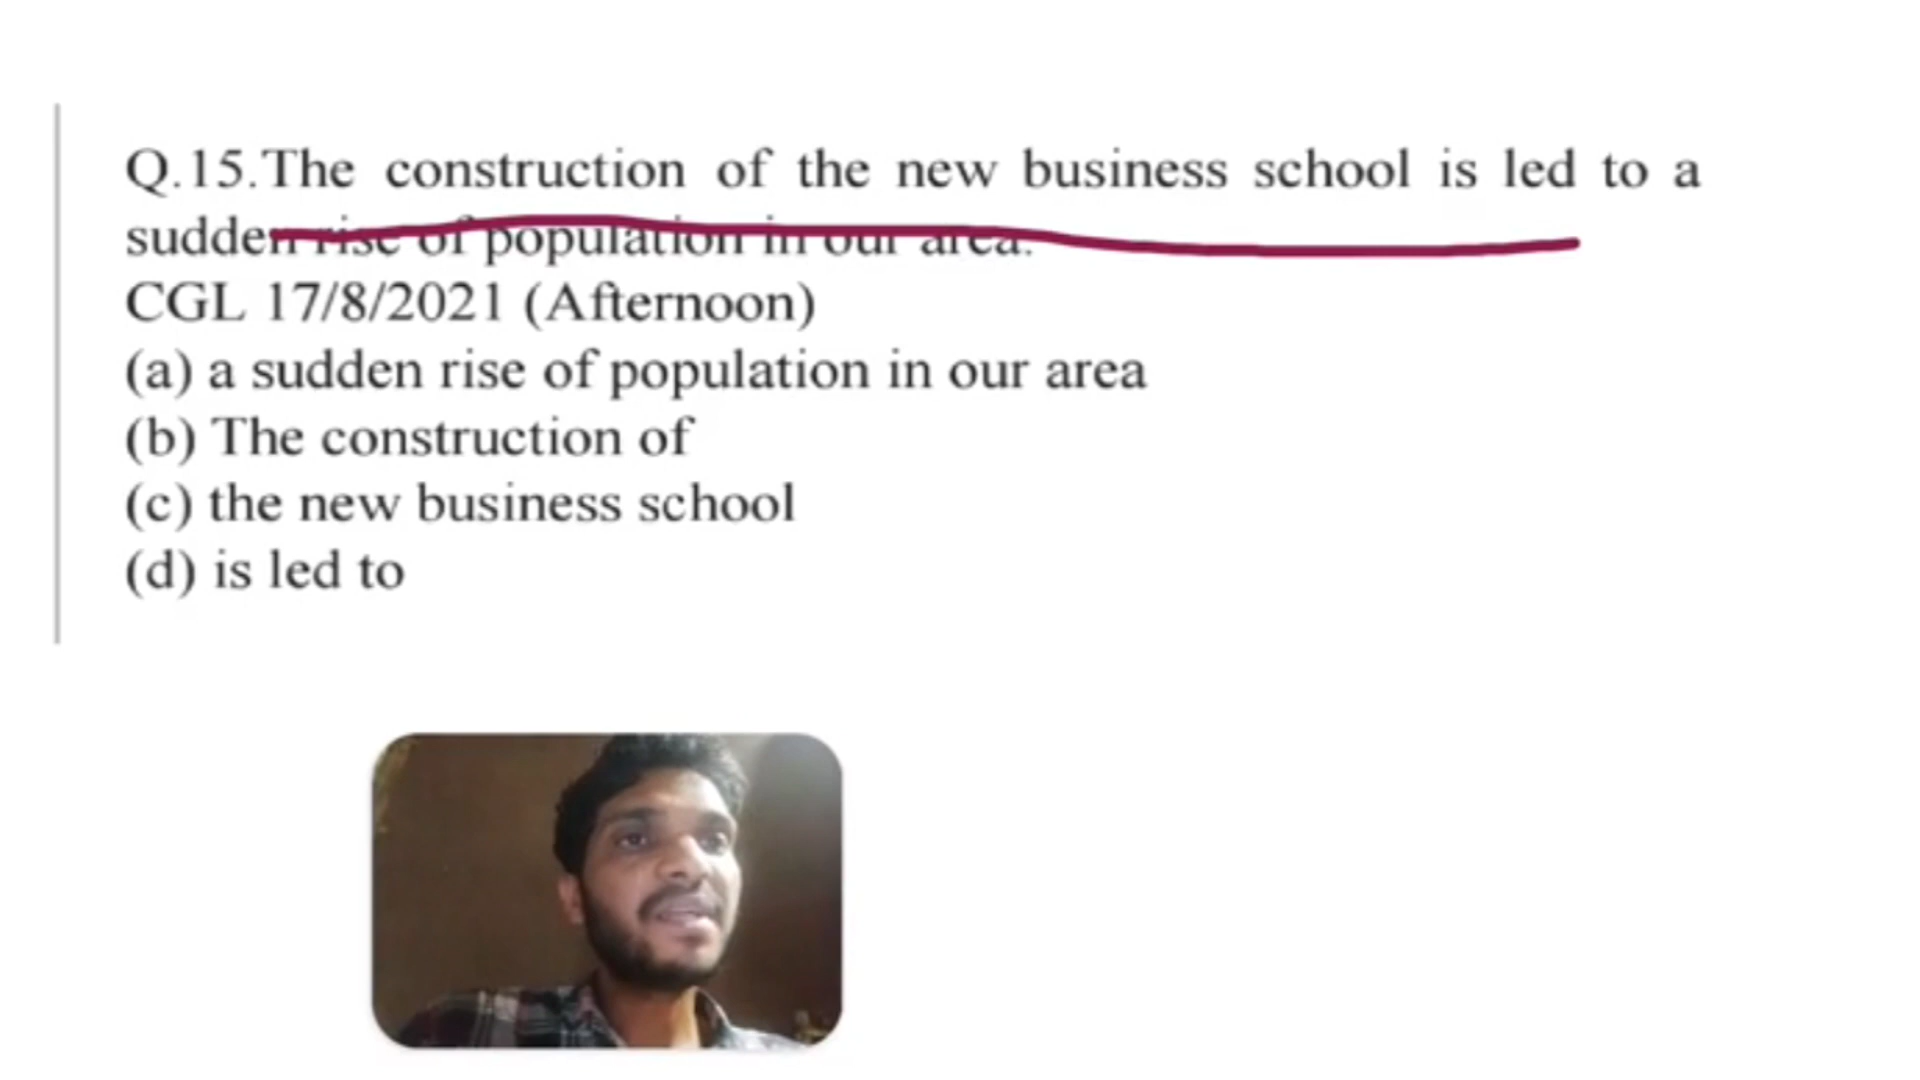 Q.15.The construction of the new business school is led to a
sudden rise of population in our area.
CGL 17/8/2021 (Afternoon)
(a) a sudden rise of population in our area
(b) The construction of
(c) the new business school
(d) is led to